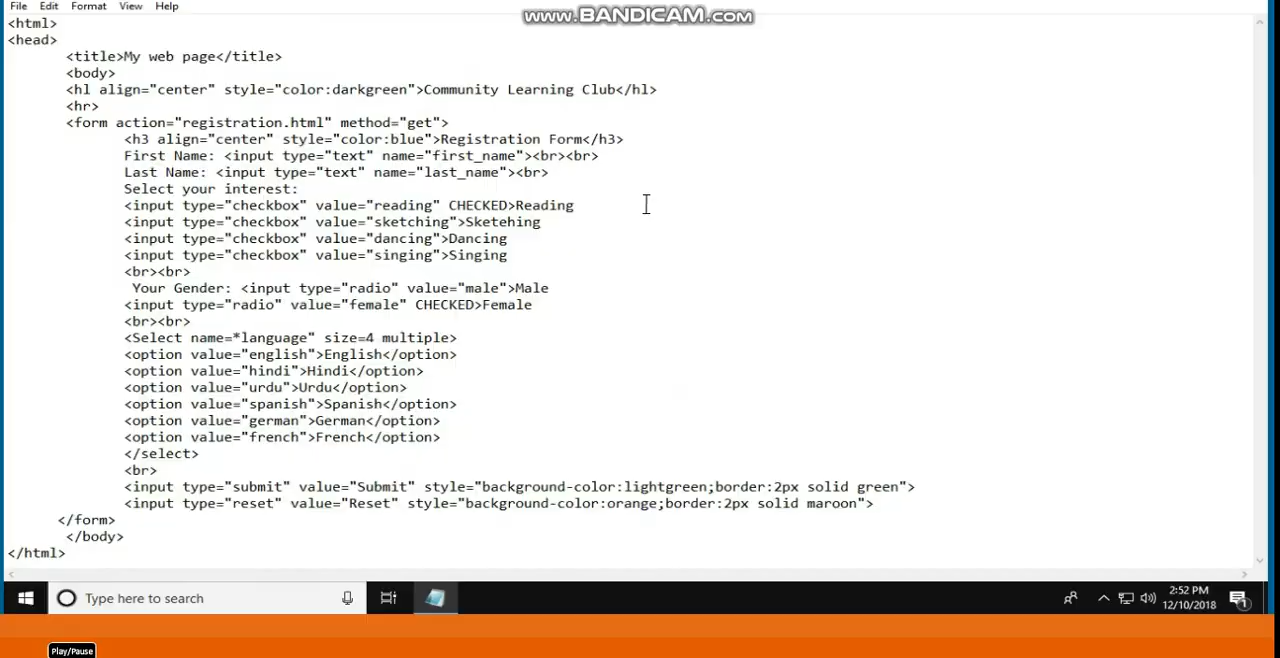 File Edit Format View Help
www.BANDICAM.com
<html>
<head>
<title>My web page</title>
<body>
<hl align="center" style="color:darkgreen">Community Learning Club</hl>
<hr>
<form action="registration.html" method="get">
<h3 align="center" style="color:blue">Registration Form</h3>
First Name: <input type="text" name="first_name"><br><br>
Last Name: <input type="text" name="last_name"><br>
Select your interest:
<input type="checkbox" value="reading" CHECKED>Reading
<input type="checkbox" value="sketching">Sketehing
<input type="checkbox" value="dancing">Dancing
<input type="checkbox" value="singing">Singing
<br><br>
Your Gender: <input type="radio" value="male">Male
<input type="radio" value="female" CHECKED>Female
<br><br>
<Select name=*language" size=4 multiple>
<option value="english">English</option>
<option value="hindi">Hindi</option>
<option value="urdu">Urdu</option>
<option value="spanish">Spanish</option>
<option value="german">German</option>
<option value="french">French</option>
</select>
<br>
<input type="submit" value="Submit" style="background-color:lightgreen;border:2px solid green">
<input type="reset" value="Reset" style="background-color:orange;border:2px solid maroon">
</form>
</body>
</html>
Type here to search
2:52 PM
12/10/2018
1
Play/Pause